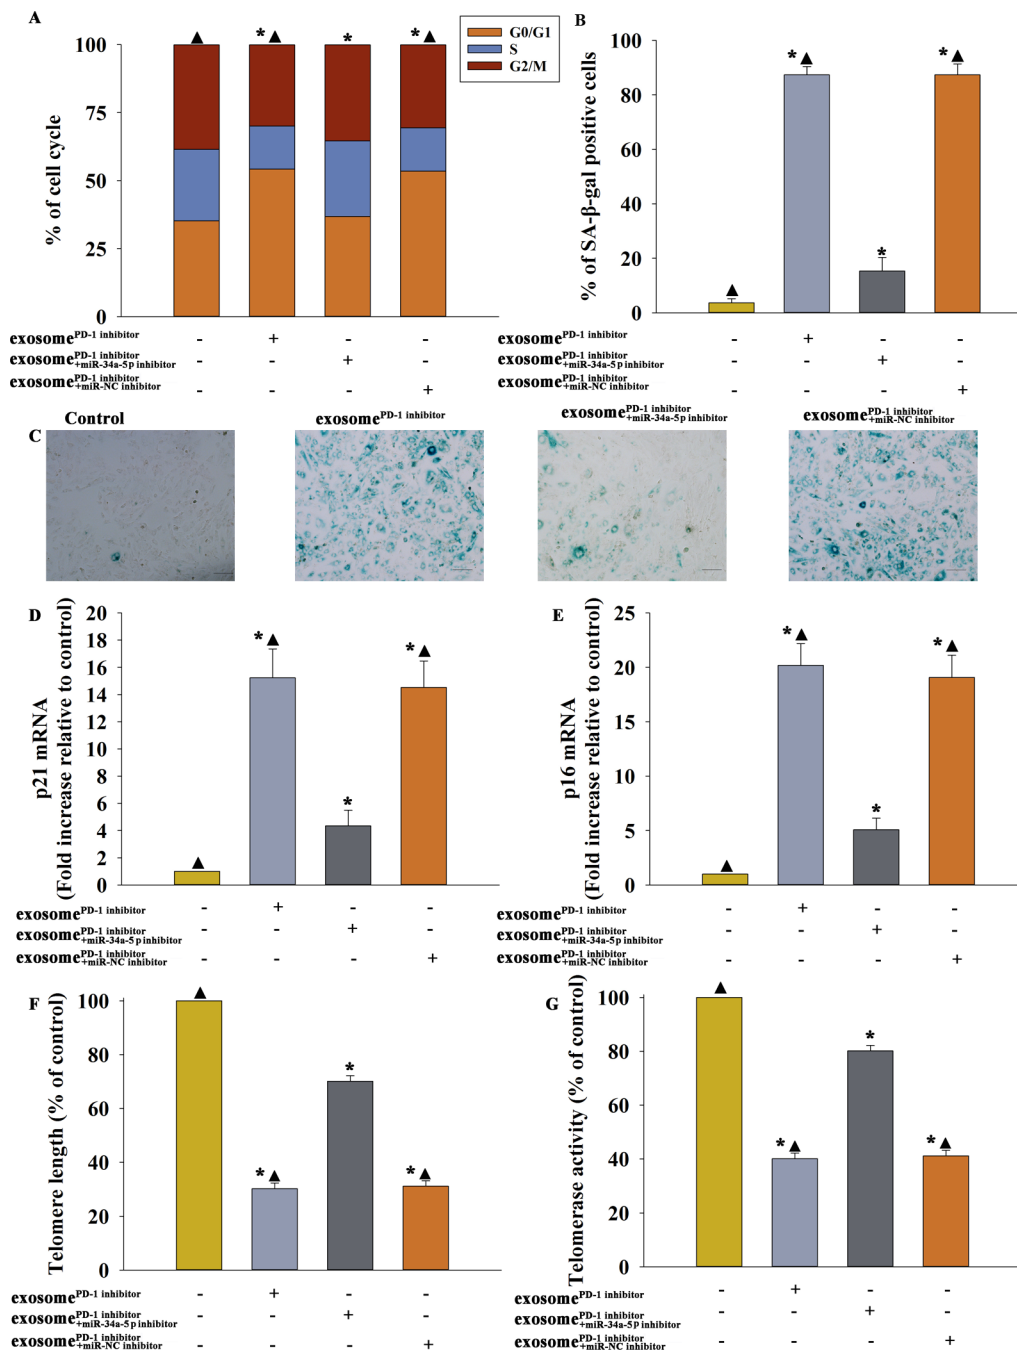 A
% of cell cycle
100
75
50
25
0
▲
*▲
*
*▲
G0/G1
S
G2/M
exosome PD-1 inhibitor
- + - -
exosome PD-1 inhibitor +miR-34a-5p inhibitor
- - + -
exosome PD-1 inhibitor +miR-NC inhibitor
- - - +
B
% of SA-β-gal positive cells
100
80
60
40
20
0
▲
*▲
*
*▲
exosome PD-1 inhibitor
- + - -
exosome PD-1 inhibitor +miR-34a-5p inhibitor
- - + -
exosome PD-1 inhibitor +miR-NC inhibitor
- - - +
C
Control
exosome PD-1 inhibitor
exosome PD-1 inhibitor +miR-34a-5p inhibitor
exosome PD-1 inhibitor +miR-NC inhibitor
D
p21 mRNA
(Fold increase relative to control)
20
18
16
14
12
10
8
6
4
2
0
▲
*▲
*
*▲
exosome PD-1 inhibitor
- + - -
exosome PD-1 inhibitor +miR-34a-5p inhibitor
- - + -
exosome PD-1 inhibitor +miR-NC inhibitor
- - - +
E
p16 mRNA
(Fold increase relative to control)
25
20
15
10
5
0
▲
*▲
*
*▲
exosome PD-1 inhibitor
- + - -
exosome PD-1 inhibitor +miR-34a-5p inhibitor
- - + -
exosome PD-1 inhibitor +miR-NC inhibitor
- - - +
F
Telomere length (% of control)
100
80
60
40
20
0
▲
*▲
*
*▲
exosome PD-1 inhibitor
- + - -
exosome PD-1 inhibitor +miR-34a-5p inhibitor
- - + -
exosome PD-1 inhibitor +miR-NC inhibitor
- - - +
G
Telomerase activity (% of control)
100
80
60
40
20
0
▲
*▲
*
*▲
exosome PD-1 inhibitor
- + - -
exosome PD-1 inhibitor +miR-34a-5p inhibitor
- - + -
exosome PD-1 inhibitor +miR-NC inhibitor
- - - +